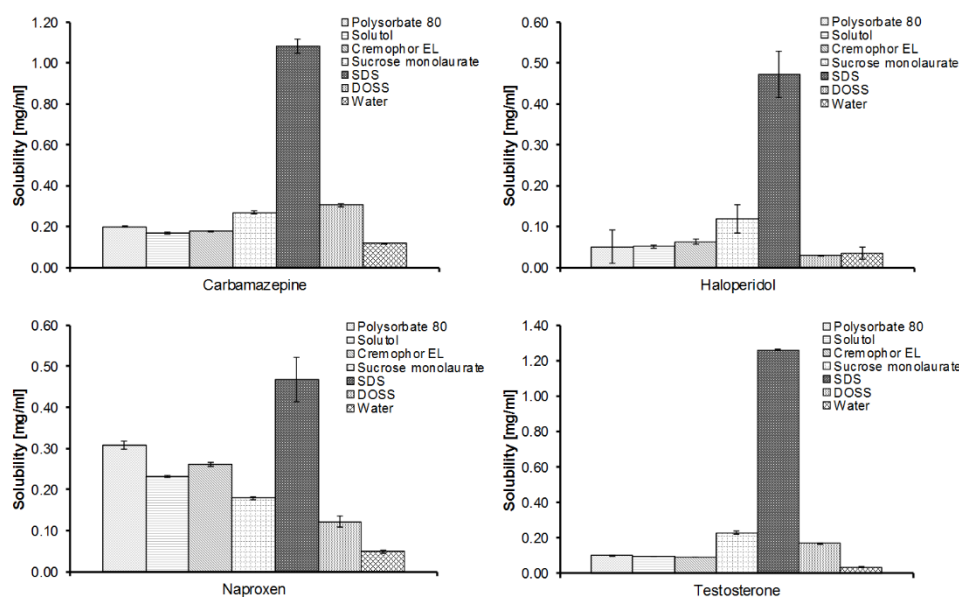 Solubility [mg/ml]
1.20
1.00
0.80
0.60
0.40
0.20
0.00
Polysorbate 80
Solutol
Cremophor EL
Sucrose monolaurate
SDS
DOSS
Water
Carbamazepine
Solubility [mg/ml]
0.60
0.50
0.40
0.30
0.20
0.10
0.00
Polysorbate 80
Solutol
Cremophor EL
Sucrose monolaurate
SDS
DOSS
Water
Haloperidol
Solubility [mg/ml]
0.60
0.50
0.40
0.30
0.20
0.10
0.00
Polysorbate 80
Solutol
Cremophor EL
Sucrose monolaurate
SDS
DOSS
Water
Naproxen
Solubility [mg/ml]
1.40
1.20
1.00
0.80
0.60
0.40
0.20
0.00
Polysorbate 80
Solutol
Cremophor EL
Sucrose monolaurate
SDS
DOSS
Water
Testosterone